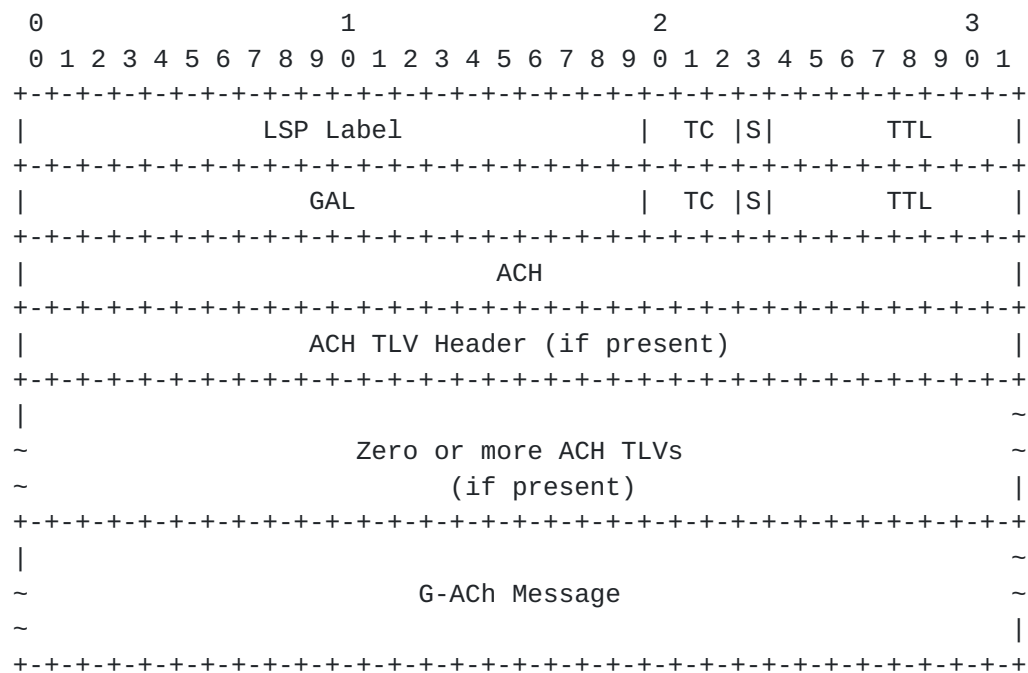 0                   1                   2                   3
 0 1 2 3 4 5 6 7 8 9 0 1 2 3 4 5 6 7 8 9 0 1 2 3 4 5 6 7 8 9 0 1
+-+-+-+-+-+-+-+-+-+-+-+-+-+-+-+-+-+-+-+-+-+-+-+-+-+-+-+-+-+-+-+-+
|               LSP Label               |  TC |S|       TTL     |
+-+-+-+-+-+-+-+-+-+-+-+-+-+-+-+-+-+-+-+-+-+-+-+-+-+-+-+-+-+-+-+-+
|                  GAL                  |  TC |S|       TTL     |
+-+-+-+-+-+-+-+-+-+-+-+-+-+-+-+-+-+-+-+-+-+-+-+-+-+-+-+-+-+-+-+-+
|                              ACH                              |
+-+-+-+-+-+-+-+-+-+-+-+-+-+-+-+-+-+-+-+-+-+-+-+-+-+-+-+-+-+-+-+-+
|                  ACH TLV Header (if present)                  |
+-+-+-+-+-+-+-+-+-+-+-+-+-+-+-+-+-+-+-+-+-+-+-+-+-+-+-+-+-+-+-+-+
|                                                               ~
~                     Zero or more ACH TLVs                     ~
~                           (if present)                        |
+-+-+-+-+-+-+-+-+-+-+-+-+-+-+-+-+-+-+-+-+-+-+-+-+-+-+-+-+-+-+-+-+
|                                                               ~
~                         G-ACh Message                         ~
~                                                               |
+-+-+-+-+-+-+-+-+-+-+-+-+-+-+-+-+-+-+-+-+-+-+-+-+-+-+-+-+-+-+-+-+